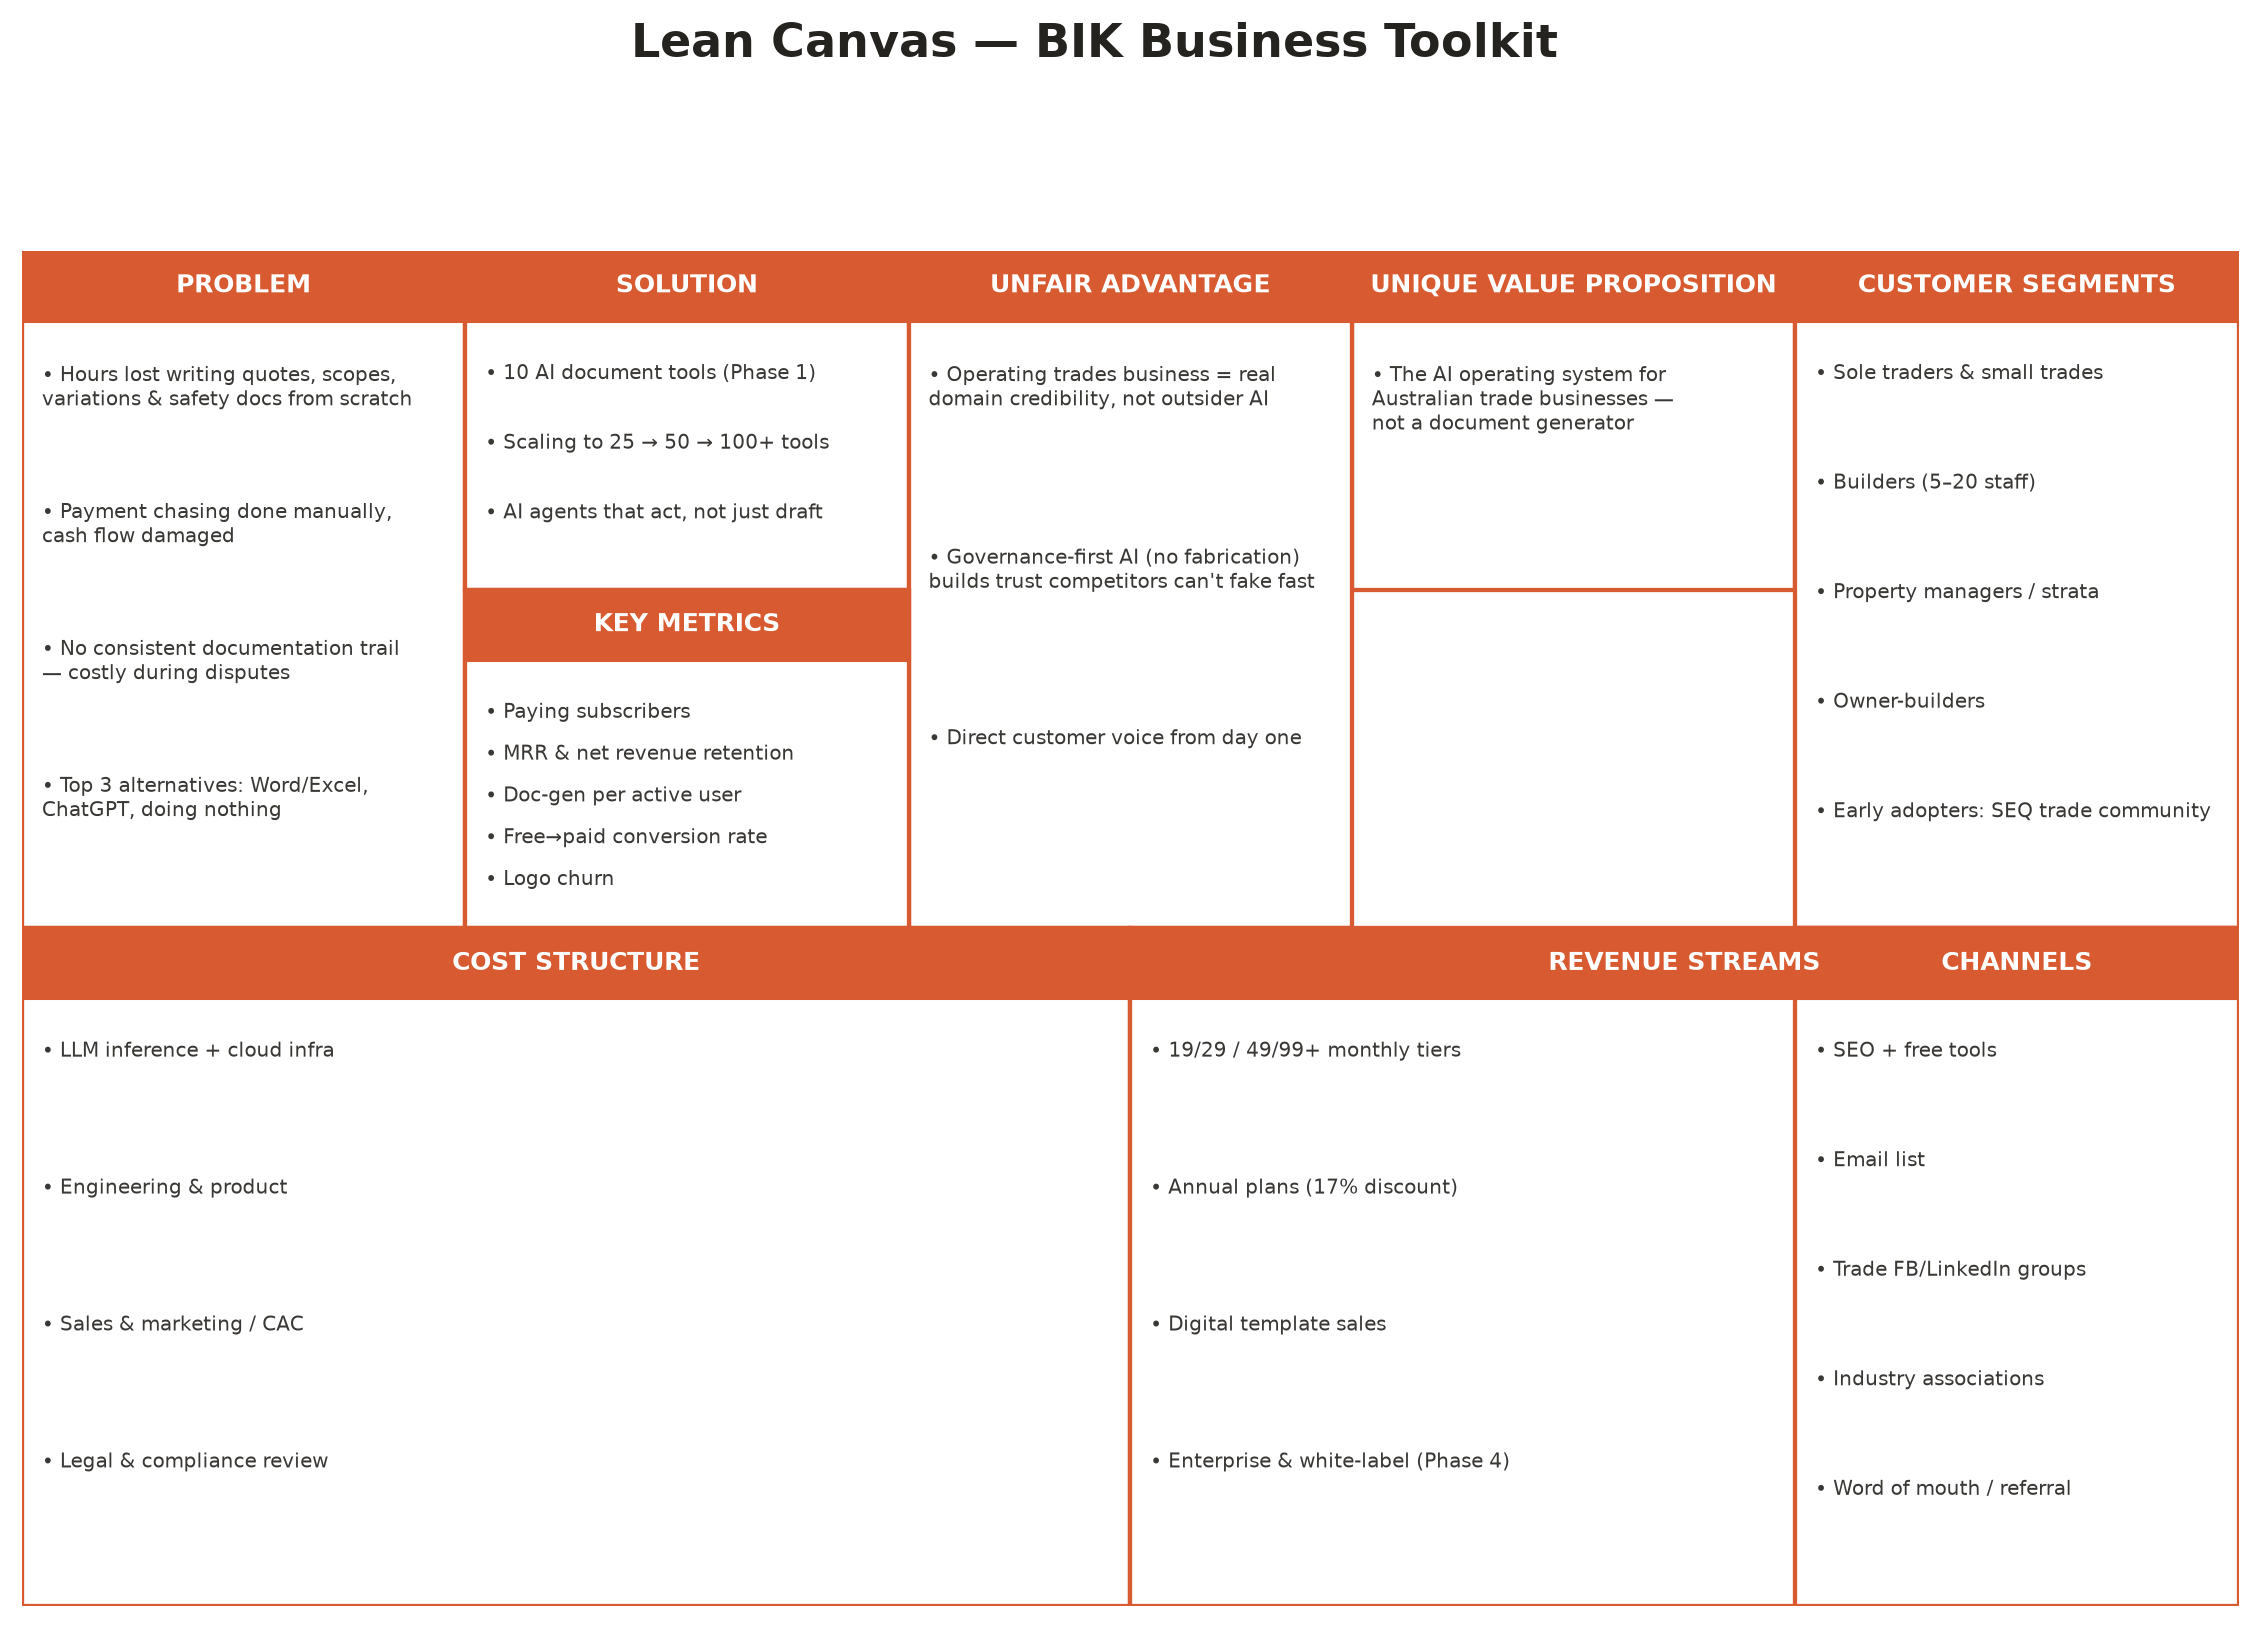 Lean Canvas — BIK Business Toolkit
PROBLEM
• Hours lost writing quotes, scopes,
variations & safety docs from scratch
• Payment chasing done manually,
cash flow damaged
• No consistent documentation trail
— costly during disputes
• Top 3 alternatives: Word/Excel,
ChatGPT, doing nothing
SOLUTION
• 10 AI document tools (Phase 1)
• Scaling to 25 → 50 → 100+ tools
• AI agents that act, not just draft
KEY METRICS
• Paying subscribers
• MRR & net revenue retention
• Doc-gen per active user
• Free→paid conversion rate
• Logo churn
UNFAIR ADVANTAGE
• Operating trades business = real
domain credibility, not outsider AI
• Governance-first AI (no fabrication)
builds trust competitors can't fake fast
• Direct customer voice from day one
UNIQUE VALUE PROPOSITION
• The AI operating system for
Australian trade businesses —
not a document generator
CUSTOMER SEGMENTS
• Sole traders & small trades
• Builders (5–20 staff)
• Property managers / strata
• Owner-builders
• Early adopters: SEQ trade community
COST STRUCTURE
• LLM inference + cloud infra
• Engineering & product
• Sales & marketing / CAC
• Legal & compliance review
REVENUE STREAMS
• 19/29 / 49/99+ monthly tiers
• Annual plans (17% discount)
• Digital template sales
• Enterprise & white-label (Phase 4)
CHANNELS
• SEO + free tools
• Email list
• Trade FB/LinkedIn groups
• Industry associations
• Word of mouth / referral